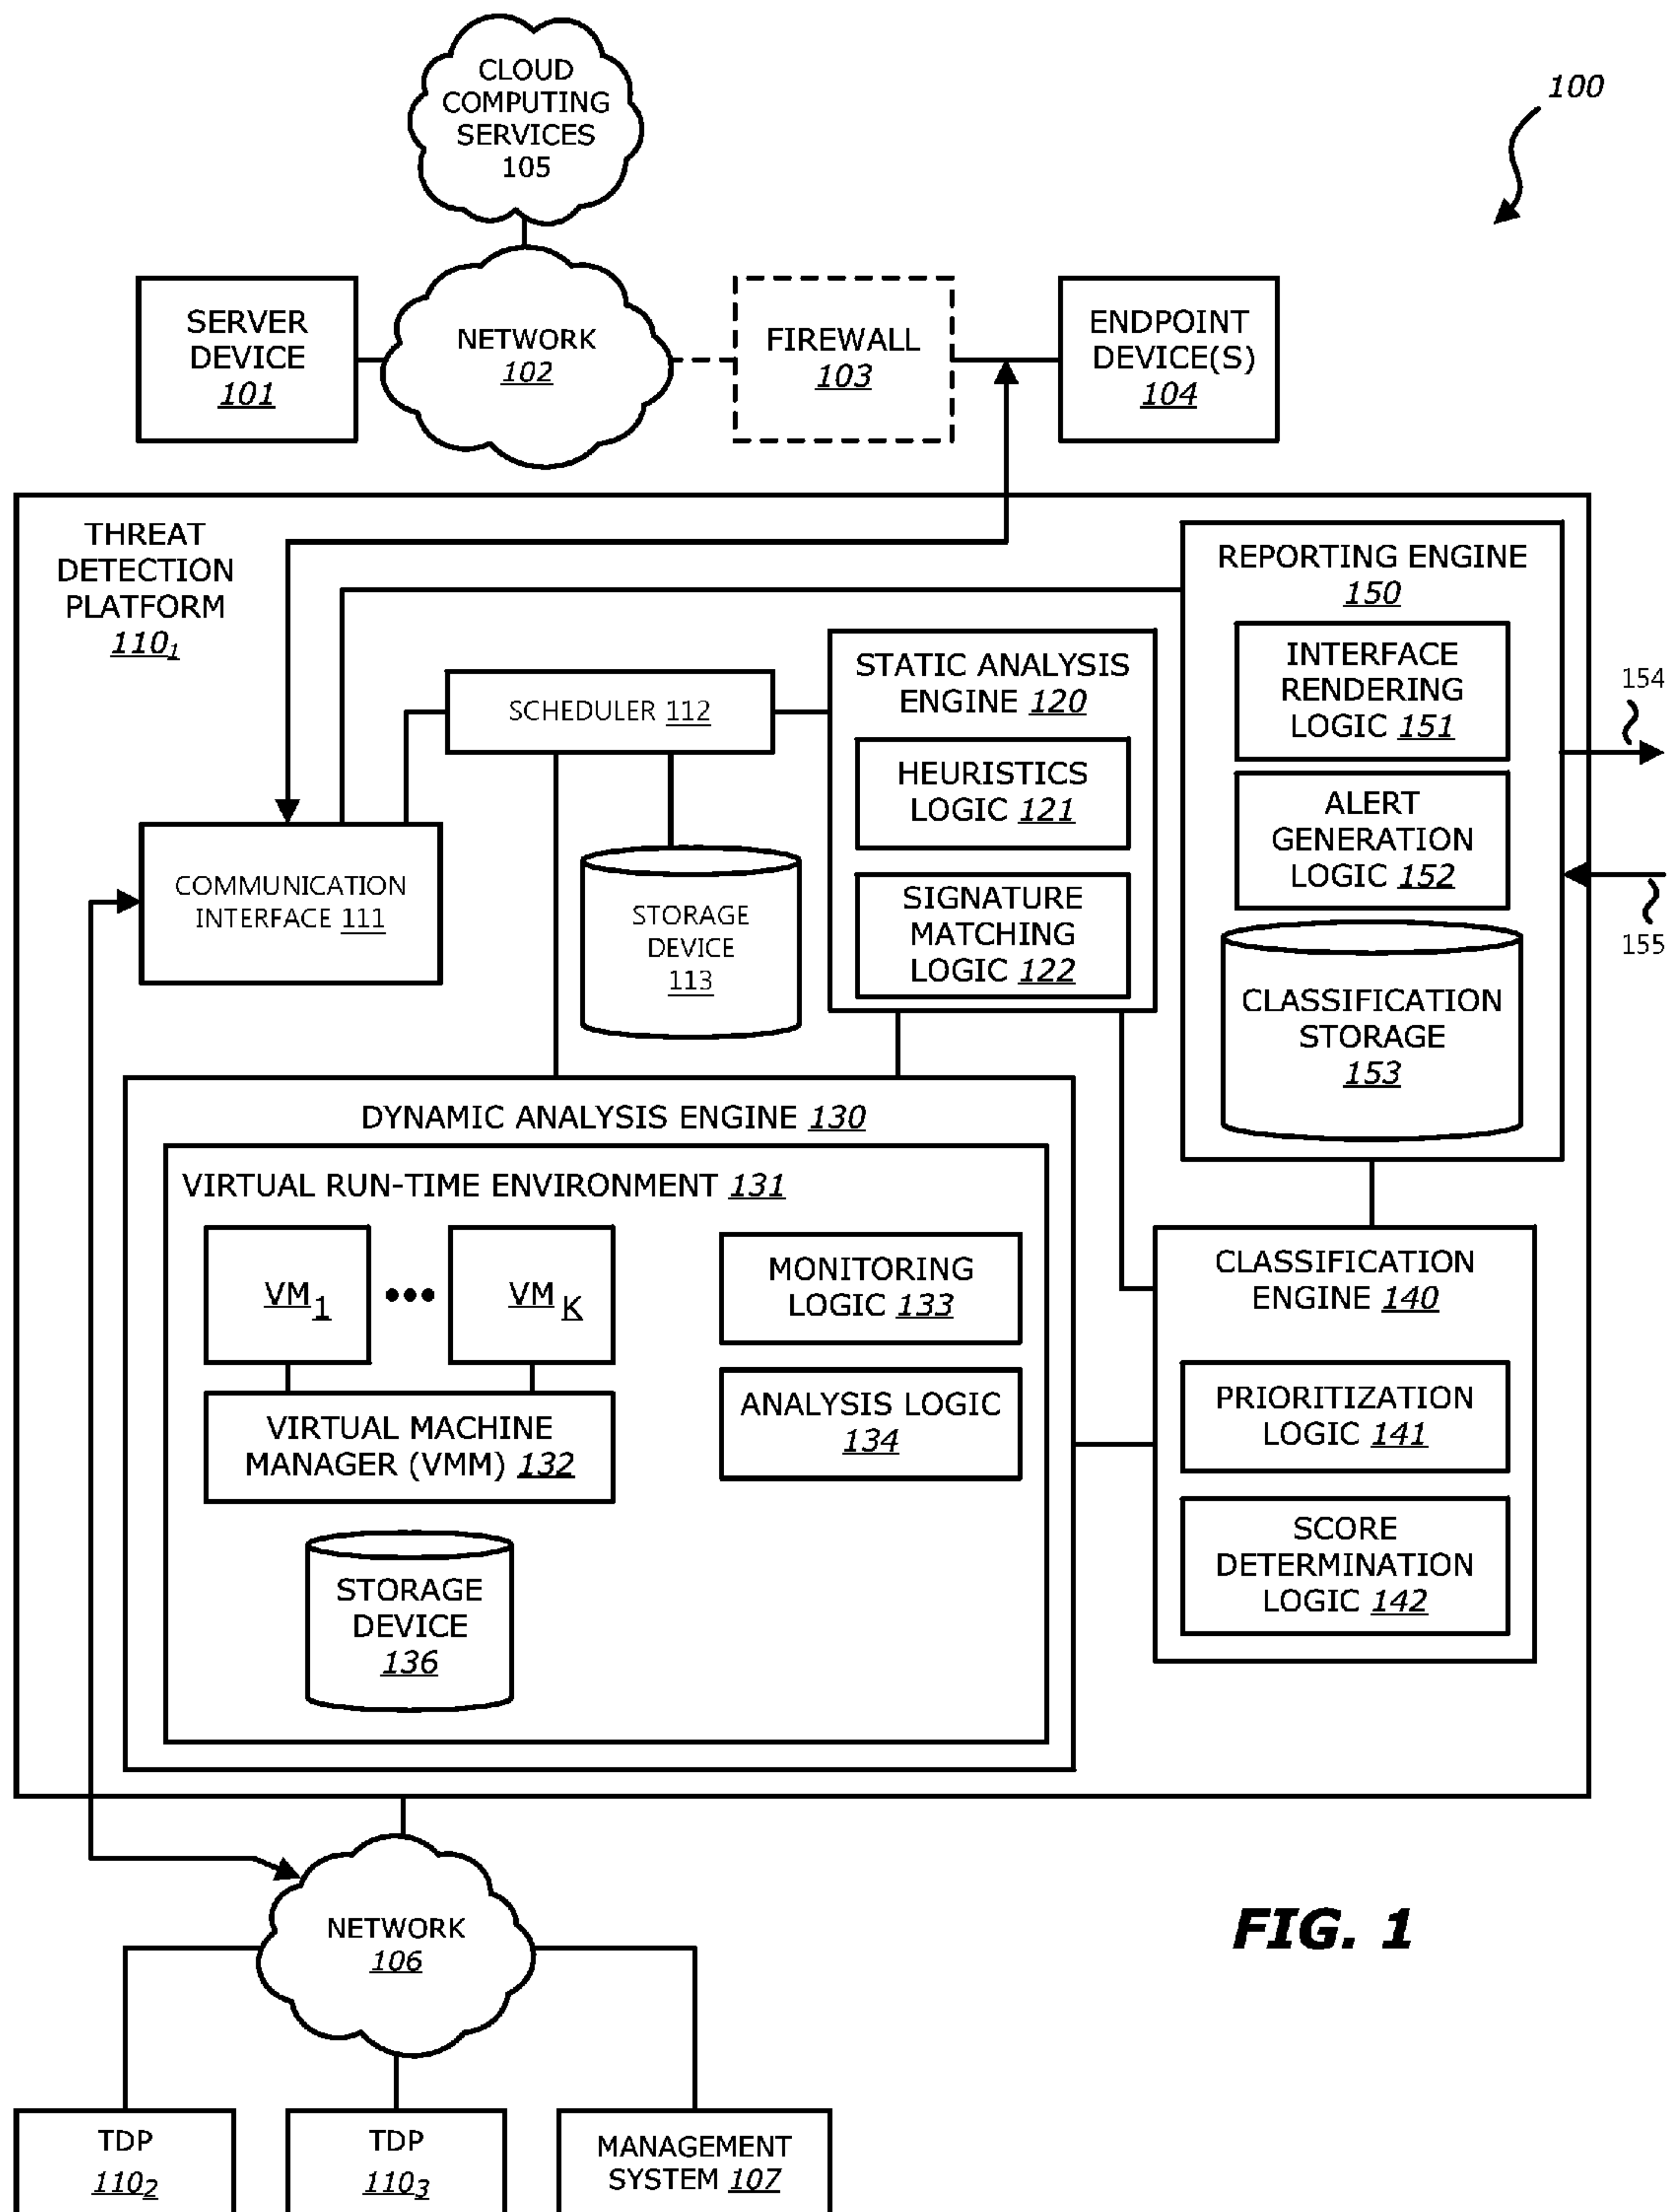 CLOUD
COMPUTING
SERVICES
105
100
SERVER
DEVICE
101
NETWORK
102
FIREWALL
103
ENDPOINT
DEVICE(S)
104
THREAT
DETECTION
PLATFORM
110₁
REPORTING ENGINE
150
INTERFACE
RENDERING
LOGIC 151
154
ALERT
GENERATION
LOGIC 152
155
CLASSIFICATION
STORAGE
153
STATIC ANALYSIS
ENGINE 120
HEURISTICS
LOGIC 121
SIGNATURE
MATCHING
LOGIC 122
SCHEDULER 112
COMMUNICATION
INTERFACE 111
STORAGE
DEVICE
113
DYNAMIC ANALYSIS ENGINE 130
VIRTUAL RUN-TIME ENVIRONMENT 131
VM₁ ••• VM K
MONITORING
LOGIC 133
VIRTUAL MACHINE
MANAGER (VMM) 132
ANALYSIS LOGIC
134
STORAGE
DEVICE
136
CLASSIFICATION
ENGINE 140
PRIORITIZATION
LOGIC 141
SCORE
DETERMINATION
LOGIC 142
NETWORK
106
FIG. 1
TDP
110₂
TDP
110₃
MANAGEMENT
SYSTEM 107